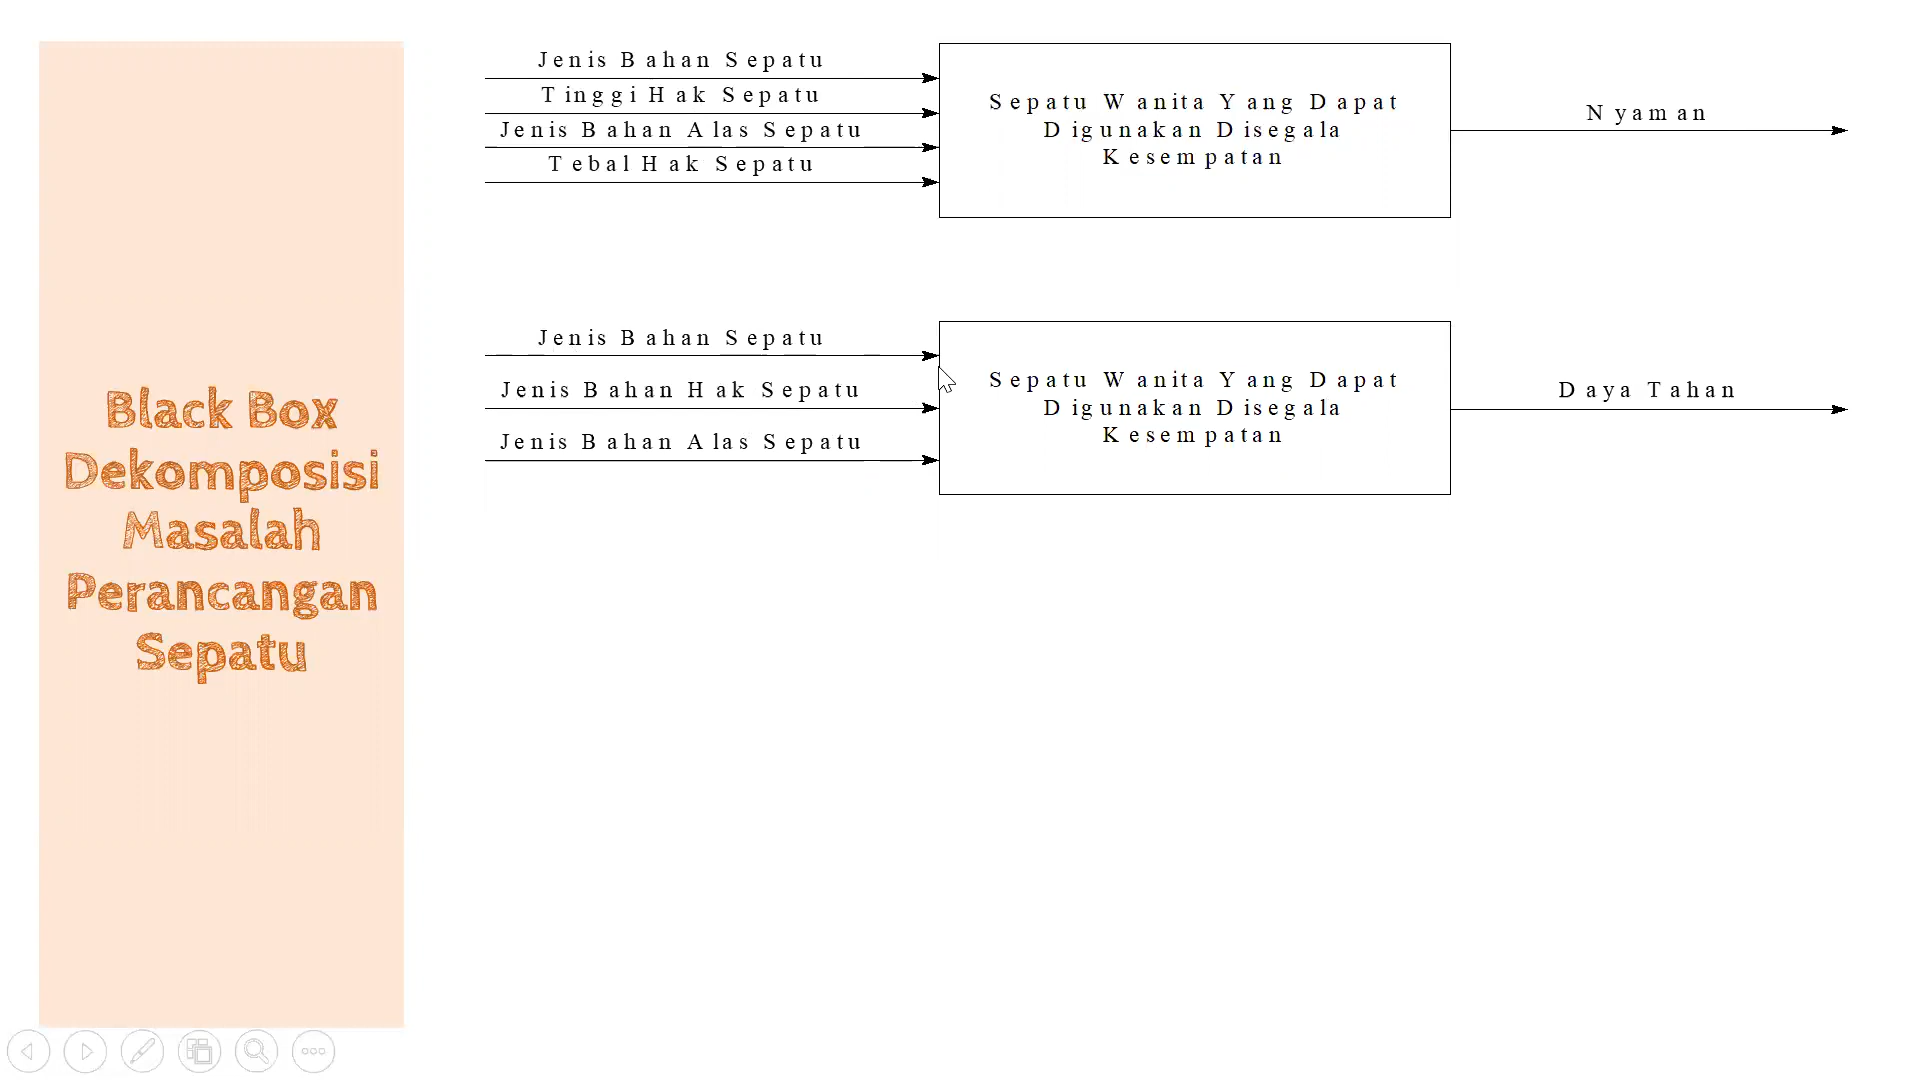 Black Box
Dekomposisi
Masalah
Perancangan
Sepatu
Jenis Bahan Sepatu
Tinggi Hak Sepatu
Jenis Bahan Alas Sepatu
Tebal Hak Sepatu
Sepatu Wanita Yang Dapat
Digunakan Disegala
Kesempatan
Nyaman
Jenis Bahan Sepatu
Jenis Bahan Hak Sepatu
Jenis Bahan Alas Sepatu
Sepatu Wanita Yang Dapat
Digunakan Disegala
Kesempatan
Daya Tahan